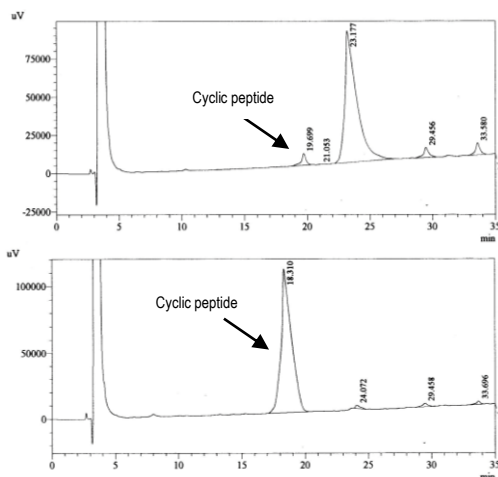 uV
75000
50000
25000
0
-25000
Cyclic peptide
19.699
21.053
23.177
29.456
33.580
0 5 10 15 20 25 30 35
min
uV
100000
50000
0
Cyclic peptide
18.310
24.072
29.458
33.696
0 5 10 15 20 25 30 35
min